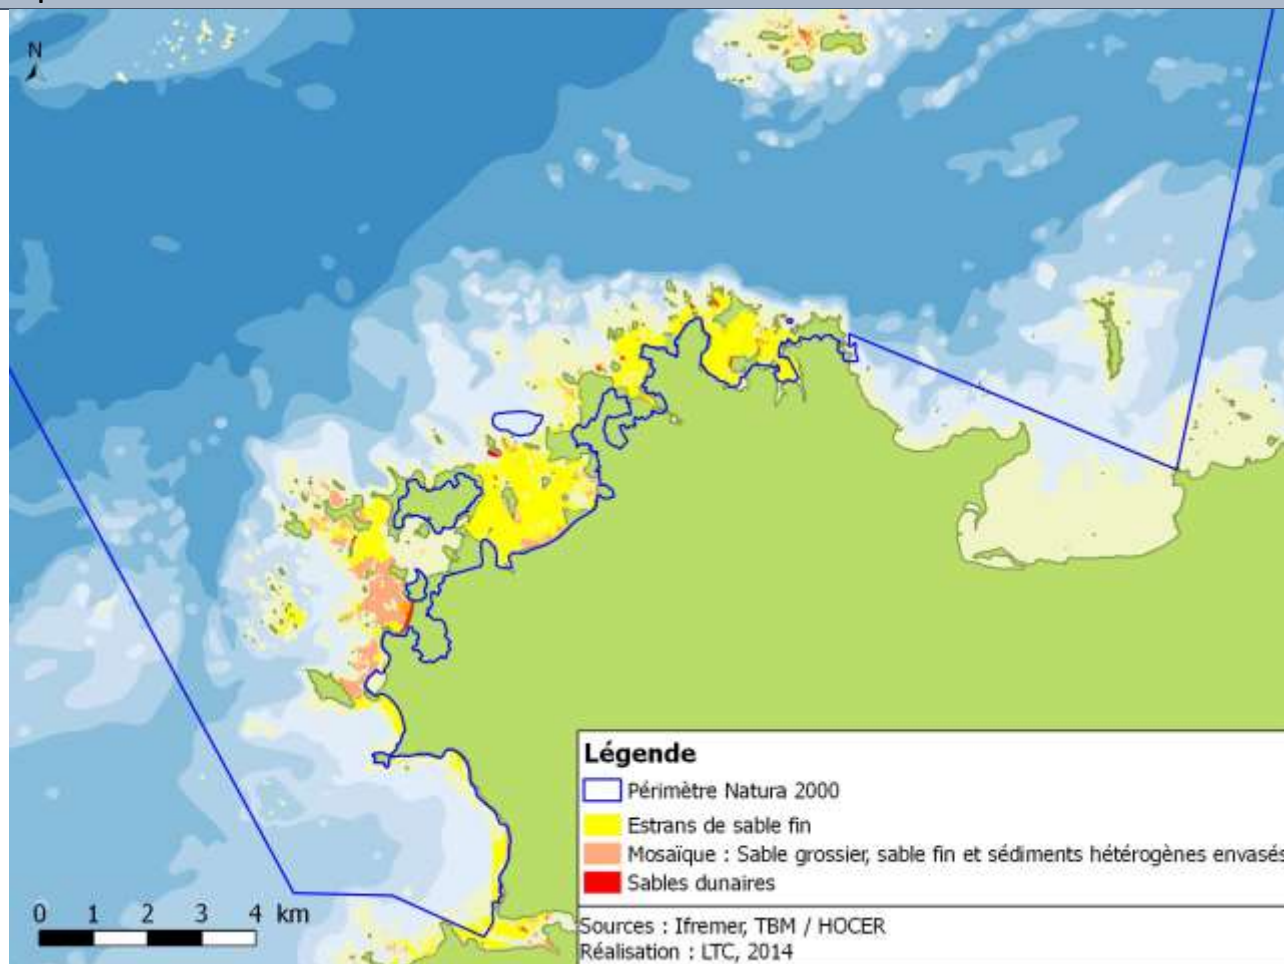 N
Légende
Périmètre Natura 2000
Estrans de sable fin
Mosaïque : Sable grossier, sable fin et sédiments hétérogènes envasés
Sables dunaires
0 1 2 3 4 km
Sources : Ifremer, TBM / HOCER
Réalisation : LTC, 2014